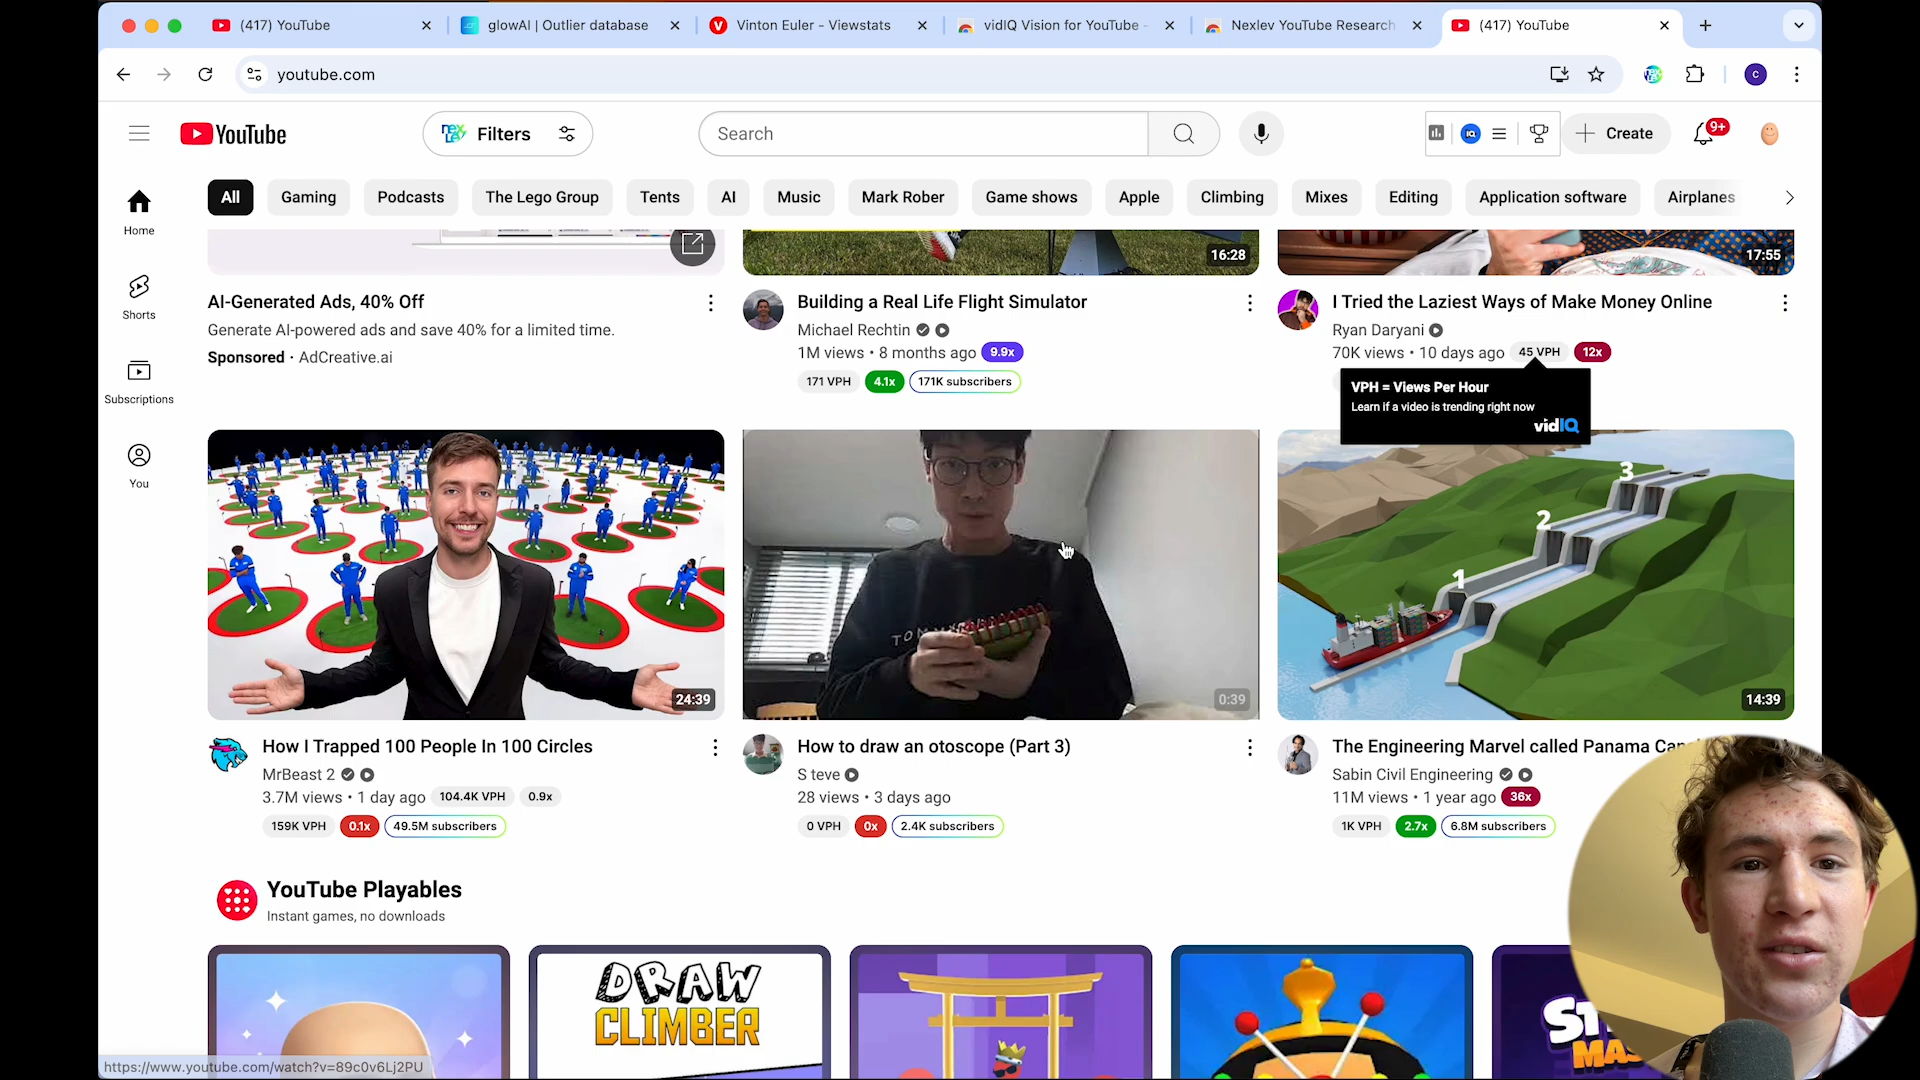 (417) YouTube
glowAI | Outlier database
Vinton Euler - Viewstats
vidIQ Vision for YouTube -
Nexlev YouTube Research
(417) YouTube
youtube.com
C
YouTube
nexlev Filters
Search
IQ
Create
9+
All
Gaming
Podcasts
The Lego Group
Tents
AI
Music
Mark Rober
Game shows
Apple
Climbing
Mixes
Editing
Application software
Airplanes
Home
Shorts
Subscriptions
You
16:28
17:55
AI-Generated Ads, 40% Off
Generate AI-powered ads and save 40% for a limited time.
Sponsored · AdCreative.ai
Building a Real Life Flight Simulator
Michael Rechtin
1M views • 8 months ago 9.9x
171 VPH 4.1x 171K subscribers
I Tried the Laziest Ways of Make Money Online
Ryan Daryani
70K views • 10 days ago 45 VPH 12x
VPH = Views Per Hour
Learn if a video is trending right now
vidIQ
24:39
How I Trapped 100 People In 100 Circles
MrBeast 2
3.7M views • 1 day ago 104.4K VPH 0.9x
159K VPH 0.1x 49.5M subscribers
0:39
How to draw an otoscope (Part 3)
S teve
28 views • 3 days ago
0 VPH 0x 2.4K subscribers
1
2
3
14:39
The Engineering Marvel called Panama
Sabin Civil Engineering
11M views • 1 year ago 36x
1K VPH 2.7x 6.8M subscribers
YouTube Playables
Instant games, no downloads
DRAW
CLIMBER
https://www.youtube.com/watch?v=89c0v6Lj2PU